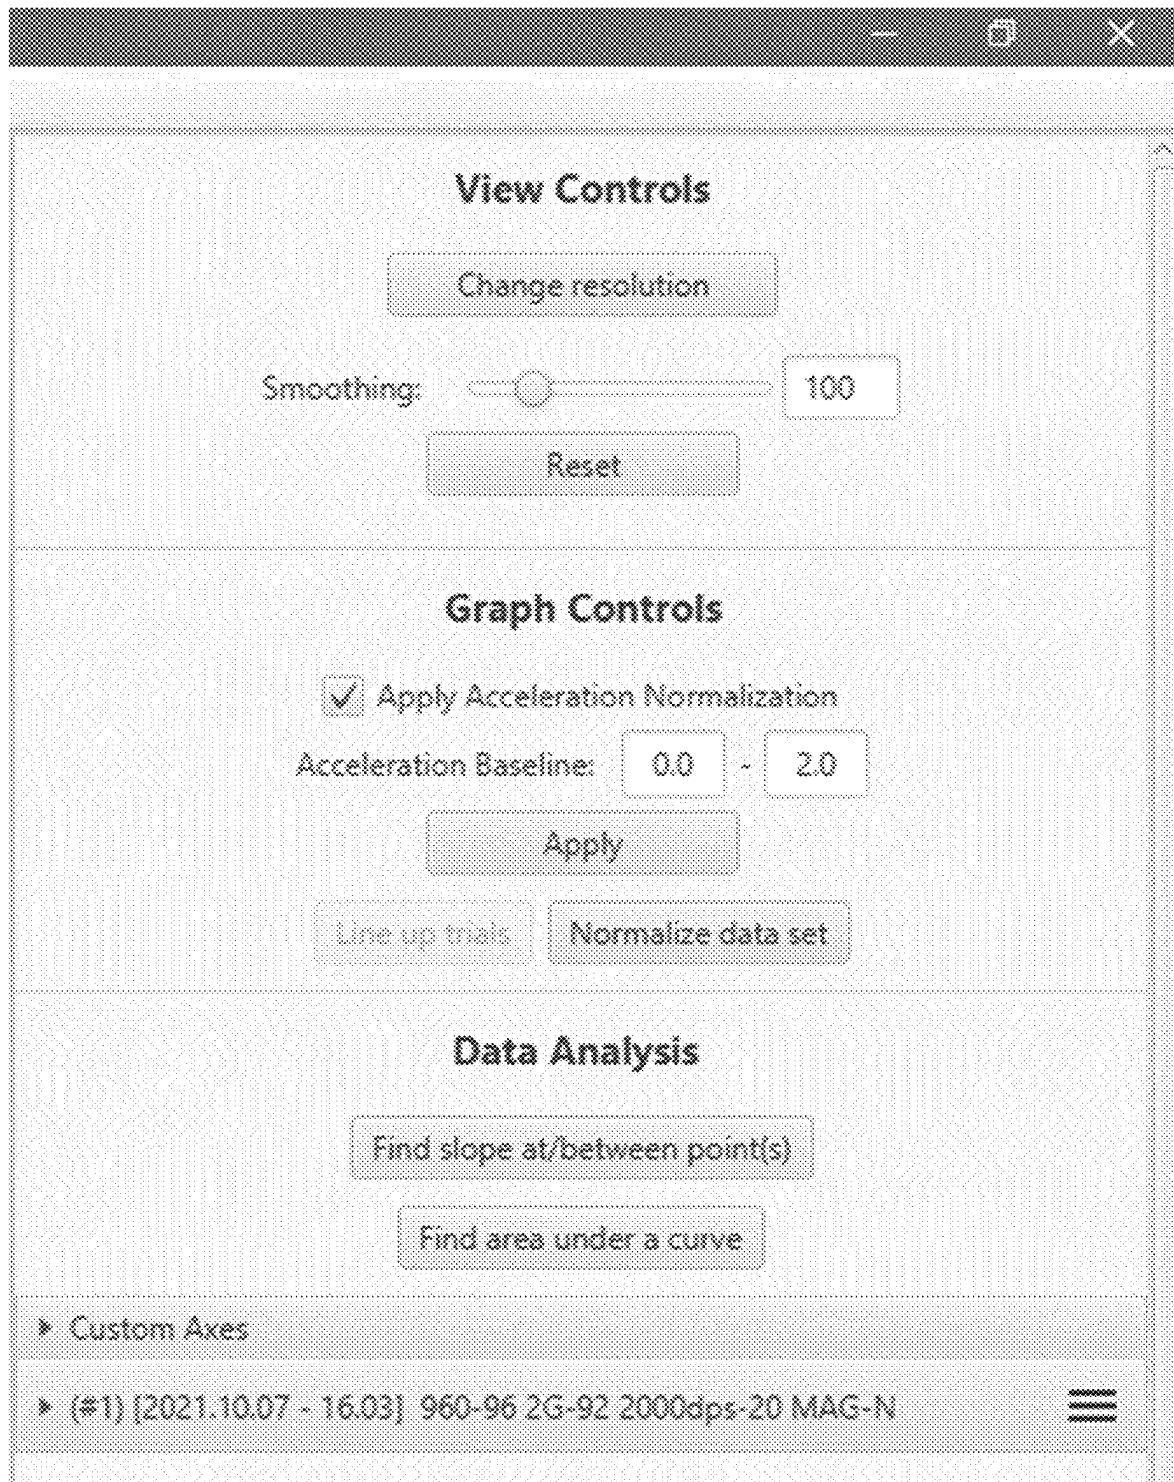 View Controls
Change resolution
Smoothing: 100
Reset
Graph Controls
Apply Acceleration Normalization
Acceleration Baseline: 0.0 - 2.0
Apply
Line up trials Normalize data set
Data Analysis
Find slope at/between point(s)
Find area under a curve
Custom Axes
(#1) [2021.10.07 - 16.03] 960-96 2G-92 2000dps-20 MAG-N